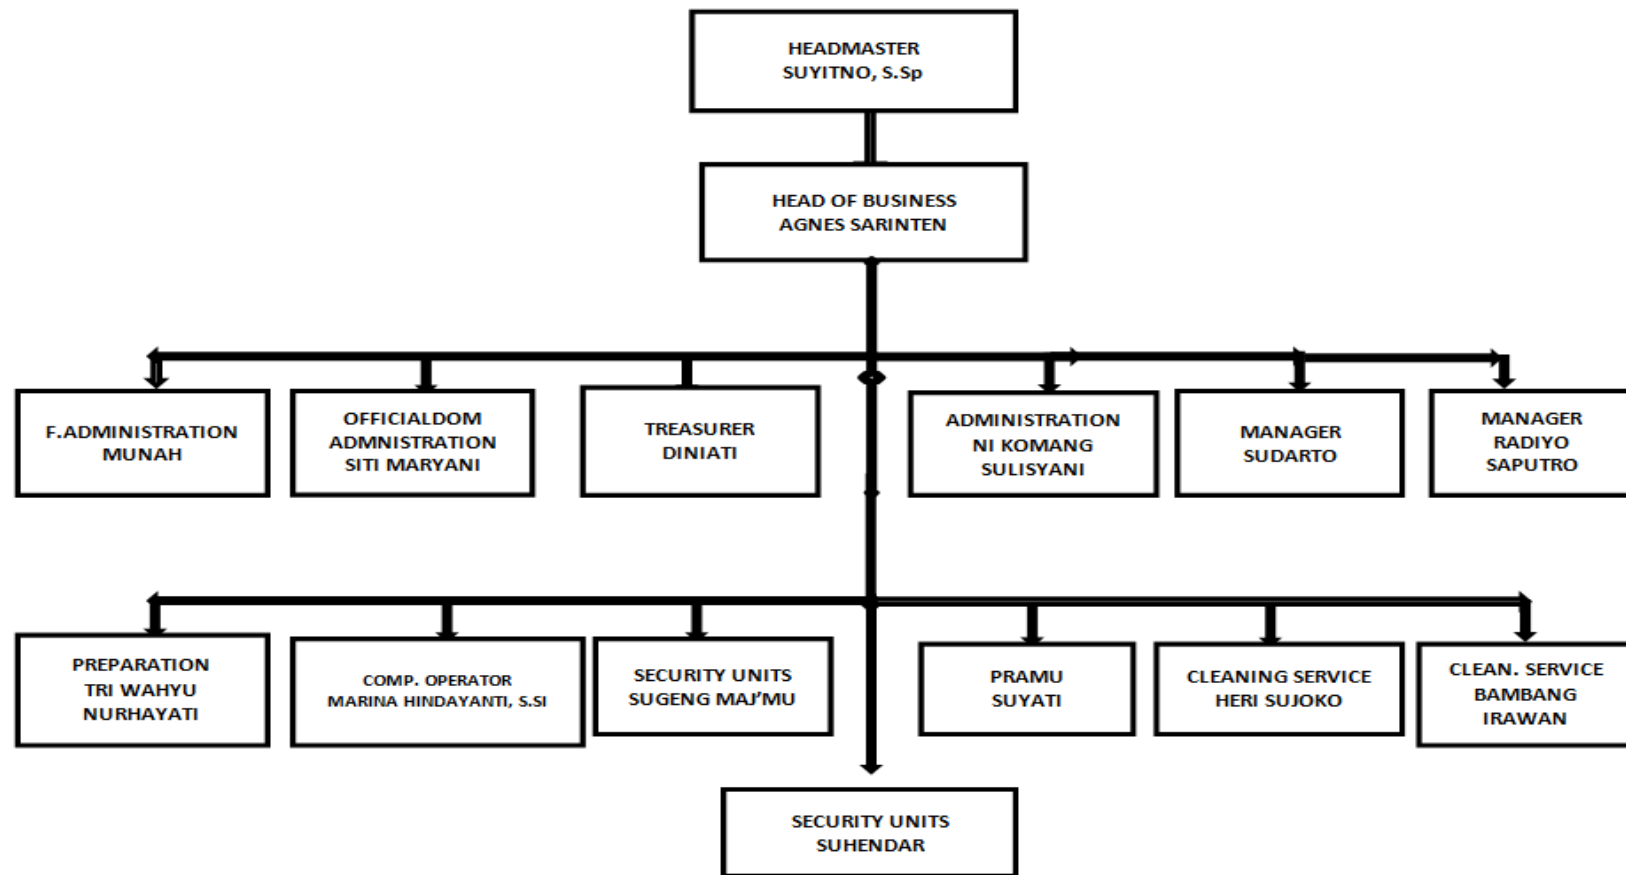 HEADMASTER
SUYITNO, S.Sp
HEAD OF BUSINESS
AGNES SARINTEN
F.ADMINISTRATION
MUNAH
OFFICIALDOM
ADMNISTRATION
SITI MARYANI
TREASURER
DINIATI
ADMINISTRATION
NI KOMANG
SULISYANI
MANAGER
SUDARTO
MANAGER
RADIYO
SAPUTRO
PREPARATION
TRI WAHYU
NURHAYATI
COMP. OPERATOR
MARINA HINDAYANTI, S.SI
SECURITY UNITS
SUGENG MAJ’MU
PRAMU
SUYATI
CLEANING SERVICE
HERI SUJOKO
CLEAN. SERVICE
BAMBANG
IRAWAN
SECURITY UNITS
SUHENDAR